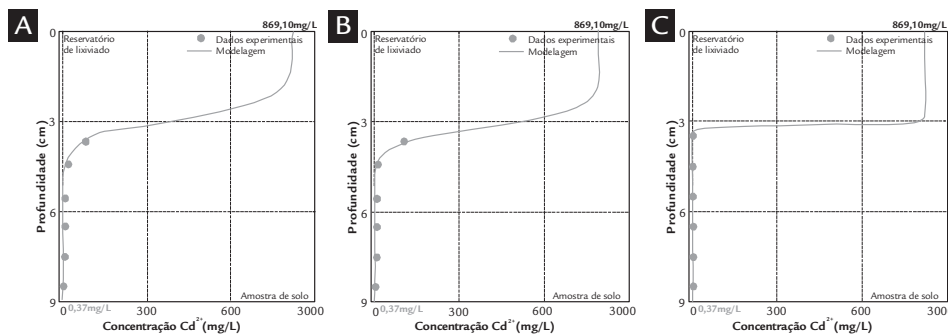 A
869,10mg/L
0
Reservatório
de lixiviado
Dados experimentais
Modelagem
3
6
9
Profundidade (cm)
0,37mg/L
Amostra de solo
0
300
600
3000
Concentração Cd²⁺(mg/L)
B
869,10mg/L
0
Reservatório
de lixiviado
Dados experimentais
Modelagem
3
6
9
Profundidade (cm)
0,37mg/L
Amostra de solo
0
300
600
3000
Concentração Cd²⁺(mg/L)
C
869,10mg/L
0
Reservatório
de lixiviado
Dados experimentais
Modelagem
3
6
9
Profundidade (cm)
0,37mg/L
Amostra de solo
0
300
600
Concentração Cd²⁺(mg/L)